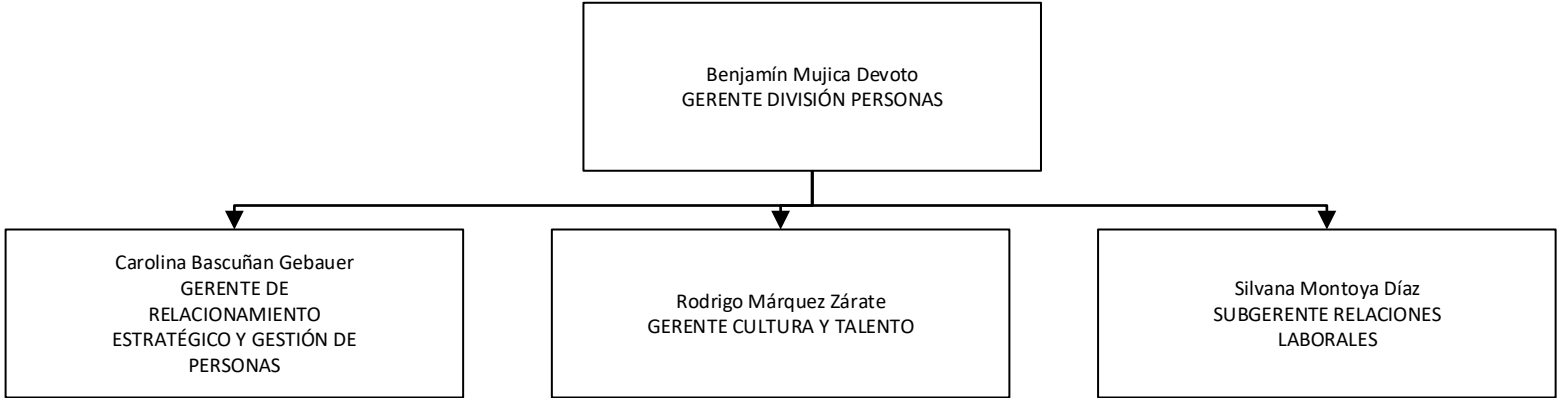 Benjamín Mujica Devoto
GERENTE DIVISIÓN PERSONAS
Carolina Bascuñan Gebauer
GERENTE DE
RELACIONAMIENTO
ESTRATÉGICO Y GESTIÓN DE
PERSONAS
Rodrigo Márquez Zárate
GERENTE CULTURA Y TALENTO
Silvana Montoya Díaz
SUBGERENTE RELACIONES
LABORALES